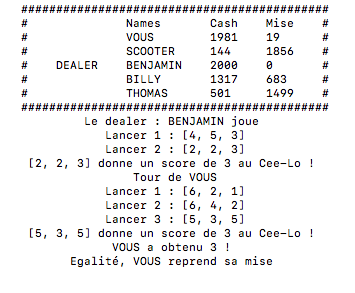 ############################################
# Names Cash Mise #
# VOUS 1981 19 #
# SCOOTER 144 1856 #
# DEALER BENJAMIN 2000 0 #
# BILLY 1317 683 #
# THOMAS 501 1499 #
############################################
Le dealer : BENJAMIN joue
Lancer 1 : [4, 5, 3]
Lancer 2 : [2, 2, 3]
[2, 2, 3] donne un score de 3 au Cee-Lo !
Tour de VOUS
Lancer 1 : [6, 2, 1]
Lancer 2 : [6, 4, 2]
Lancer 3 : [5, 3, 5]
[5, 3, 5] donne un score de 3 au Cee-Lo !
VOUS a obtenu 3 !
Egalité, VOUS reprend sa mise